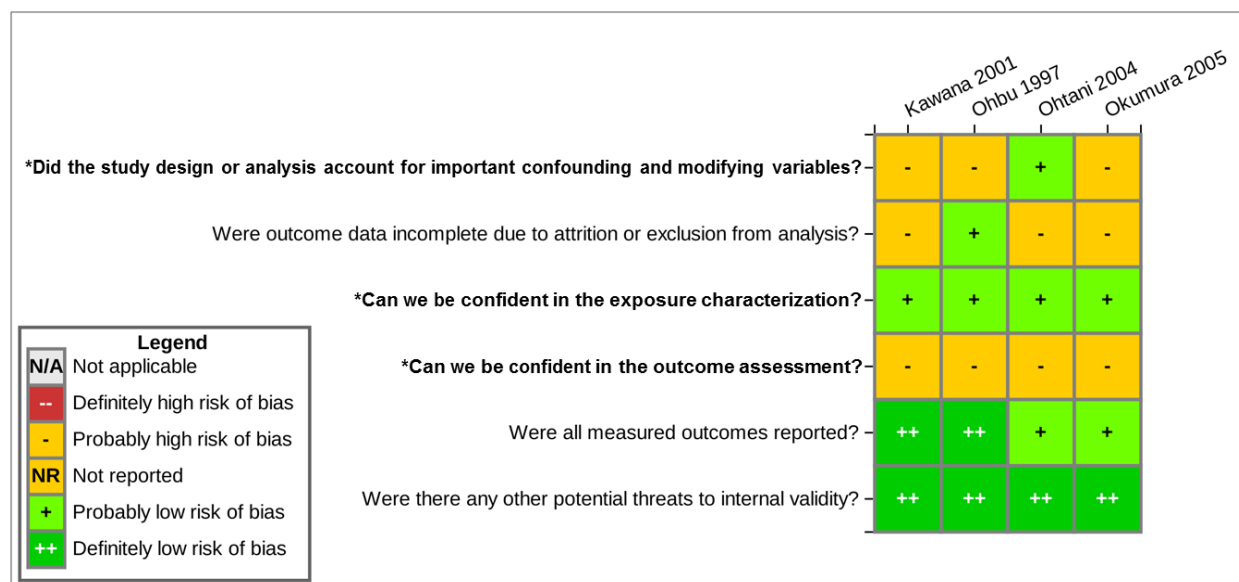 Kawana 2001
Ohbu 1997
Ohtani 2004
Okumura 2005
*Did the study design or analysis account for important confounding and modifying variables?
- - + -
Were outcome data incomplete due to attrition or exclusion from analysis?
- + - -
*Can we be confident in the exposure characterization?
+ + + +
*Can we be confident in the outcome assessment?
- - - -
Were all measured outcomes reported?
++ ++ + +
Were there any other potential threats to internal validity?
++ ++ ++ ++
Legend
N/A Not applicable
-- Definitely high risk of bias
- Probably high risk of bias
NR Not reported
+ Probably low risk of bias
++ Definitely low risk of bias